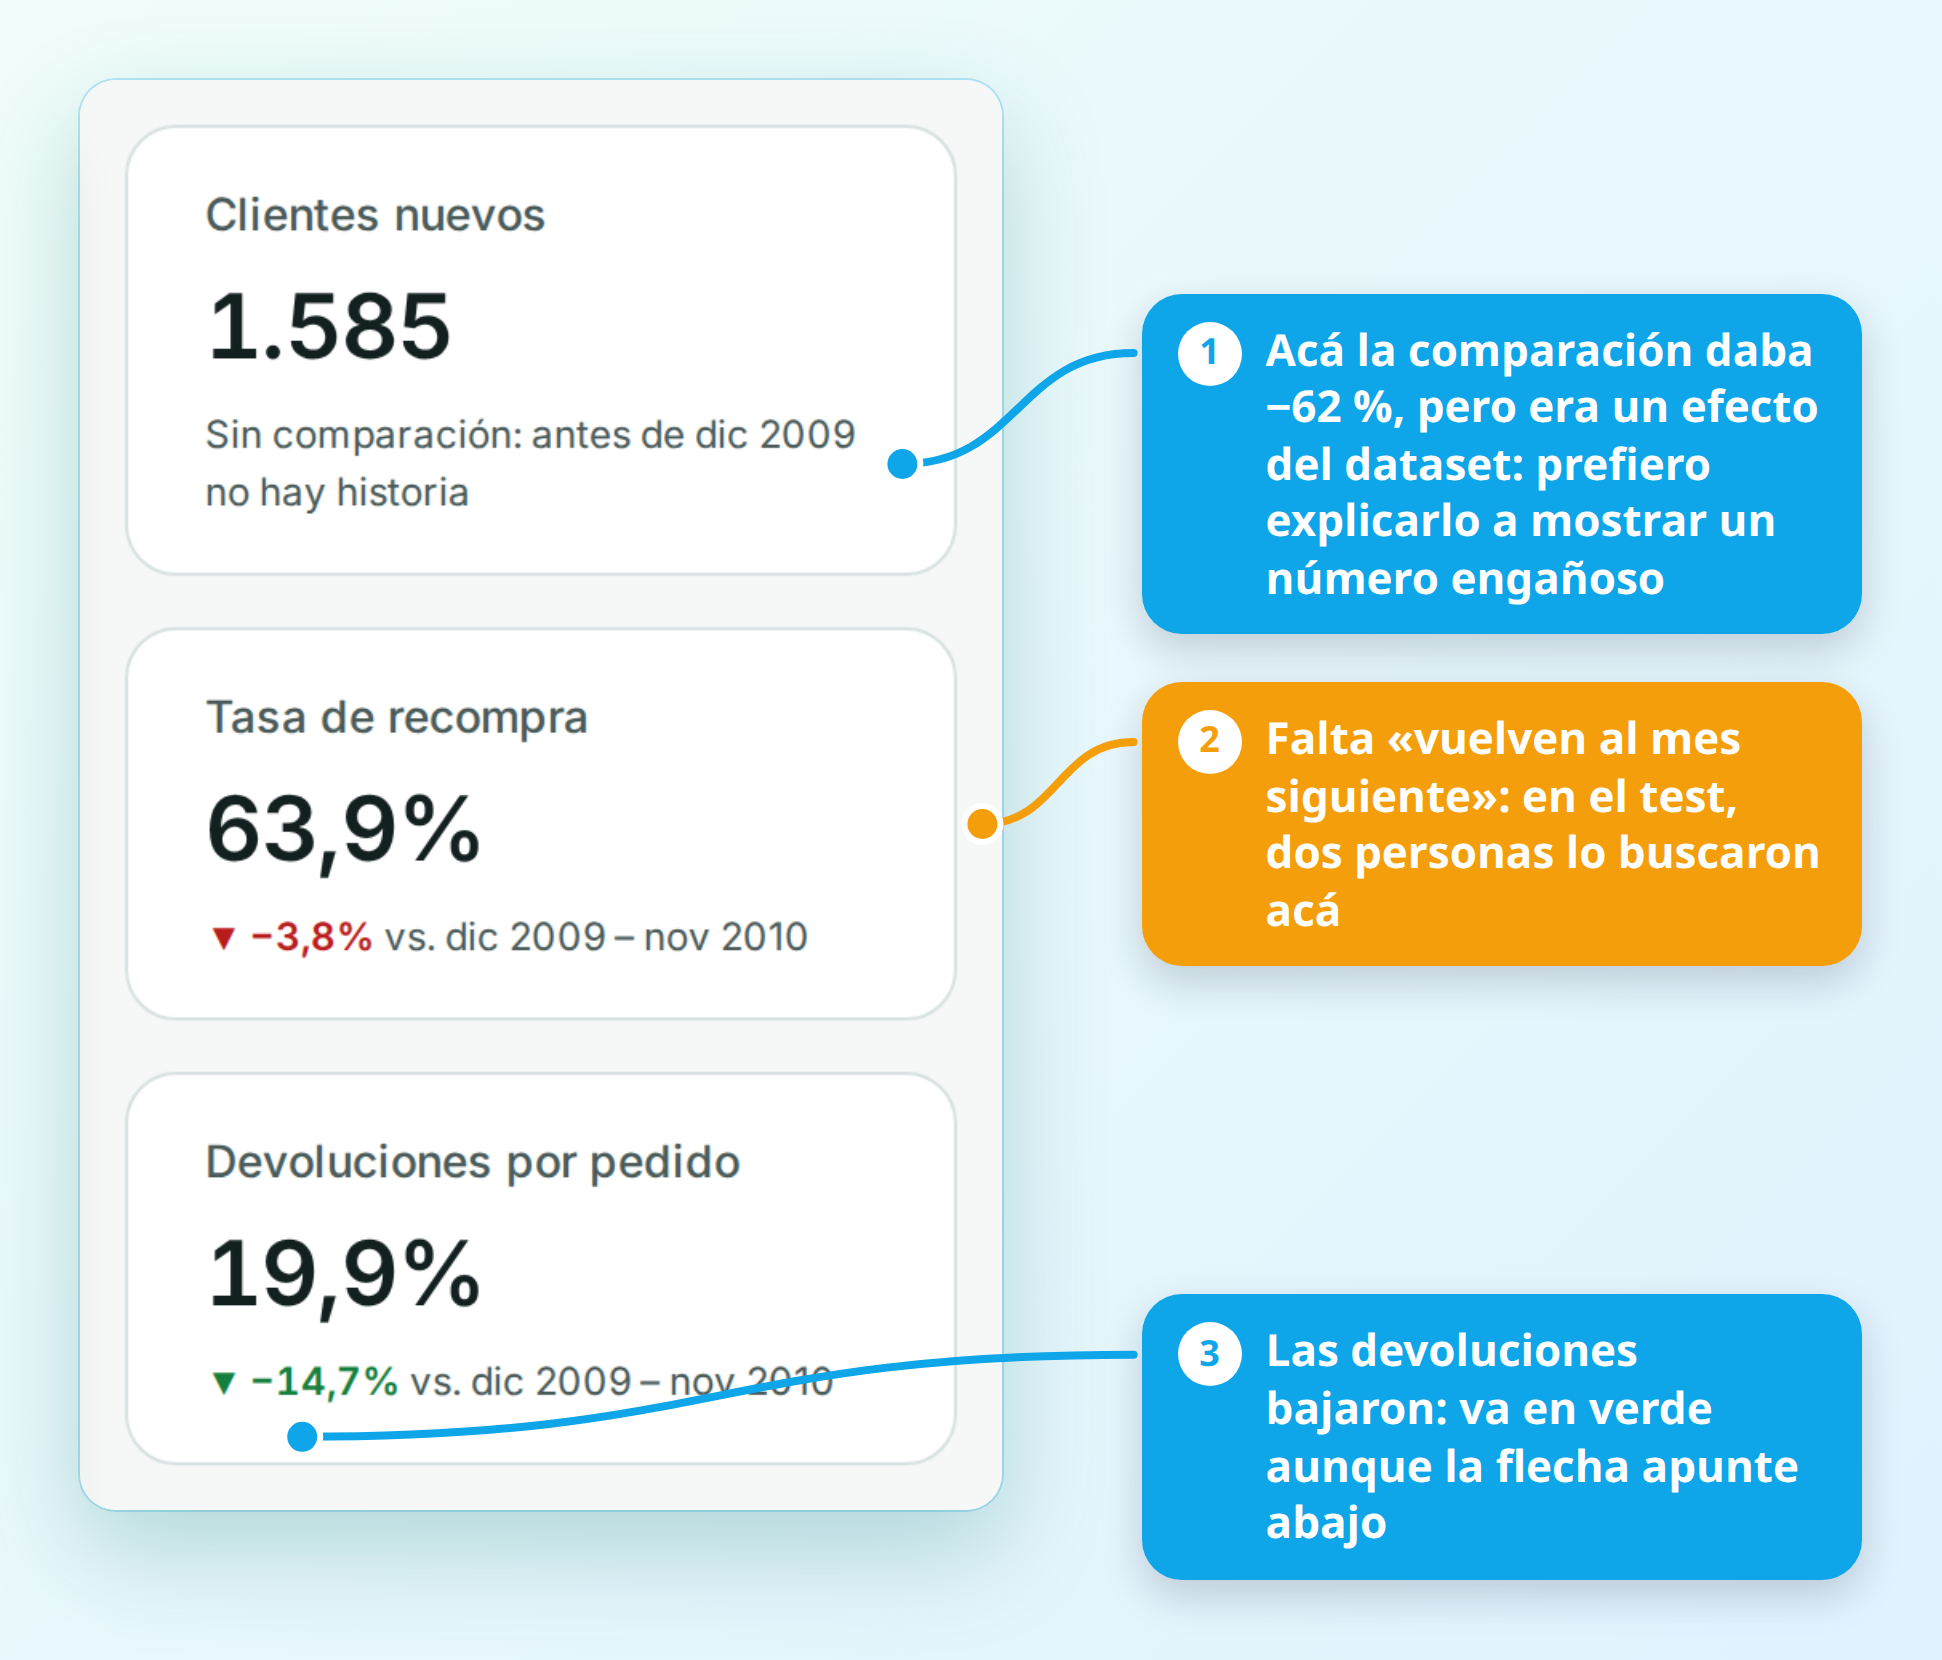 Clientes nuevos
1.585
Sin comparación: antes de dic 2009
no hay historia
Tasa de recompra
63,9%
▼ −3,8% vs. dic 2009 – nov 2010
Devoluciones por pedido
19,9%
▼ −14,7% vs. dic 2009 – nov 2010
1
Acá la comparación daba
−62 %, pero era un efecto
del dataset: prefiero
explicarlo a mostrar un
número engañoso
2
Falta «vuelven al mes
siguiente»: en el test,
dos personas lo buscaron
acá
3
Las devoluciones
bajaron: va en verde
aunque la flecha apunte
abajo